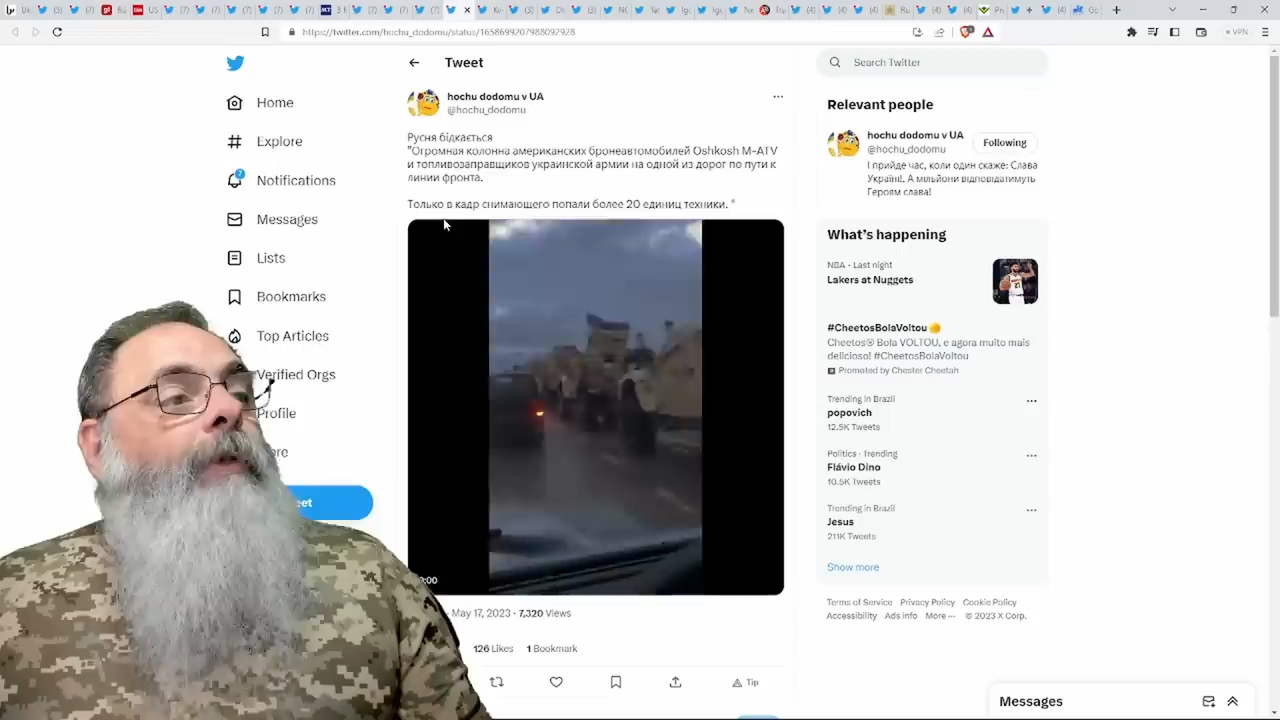 https://twitter.com/hochu_dodomu/status/1658699207988092928
VPN
Home
Explore
Notifications
7
Messages
Lists
Bookmarks
Top Articles
Verified Orgs
Profile
Tweet
hochu dodomu v UA
@hochu_dodomu
Русня бідкається
"Огромная колонна американских бронеавтомобилей Oshkosh M-ATV
и топливозаправщиков украинской армии на одной из дорог по пути к
линии фронта.
Только в кадр снимающего попали более 20 единиц техники. "
May 17, 2023 · 7,320 Views
126 Likes 1 Bookmark
Tip
Search Twitter
Relevant people
hochu dodomu v UA
@hochu_dodomu
Following
І прийде час, коли один скаже: Слава
Україні!. А мільйони відповідатимуть
Героям слава!
What's happening
NBA · Last night
Lakers at Nuggets
#CheetosBolaVoltou
Cheetos® Bola VOLTOU, e agora muito mais
delicioso! #CheetosBolaVoltou
Promoted by Chester Cheetah
Trending in Brazil
popovich
12.5K Tweets
Politics · Trending
Flávio Dino
10.5K Tweets
Trending in Brazil
Jesus
211K Tweets
Show more
Terms of Service Privacy Policy Cookie Policy
Accessibility Ads info More ··· © 2023 X Corp.
Messages